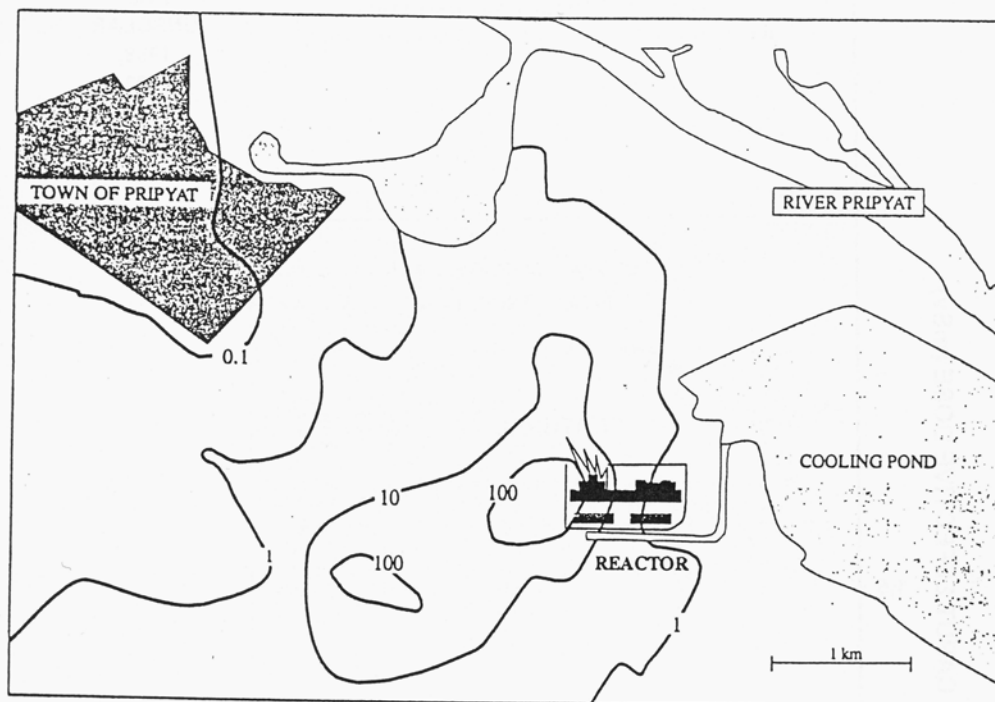 TOWN OF PRIPYAT
RIVER PRIPYAT
0.1
COOLING POND
10
100
100
1
REACTOR
1
1 km